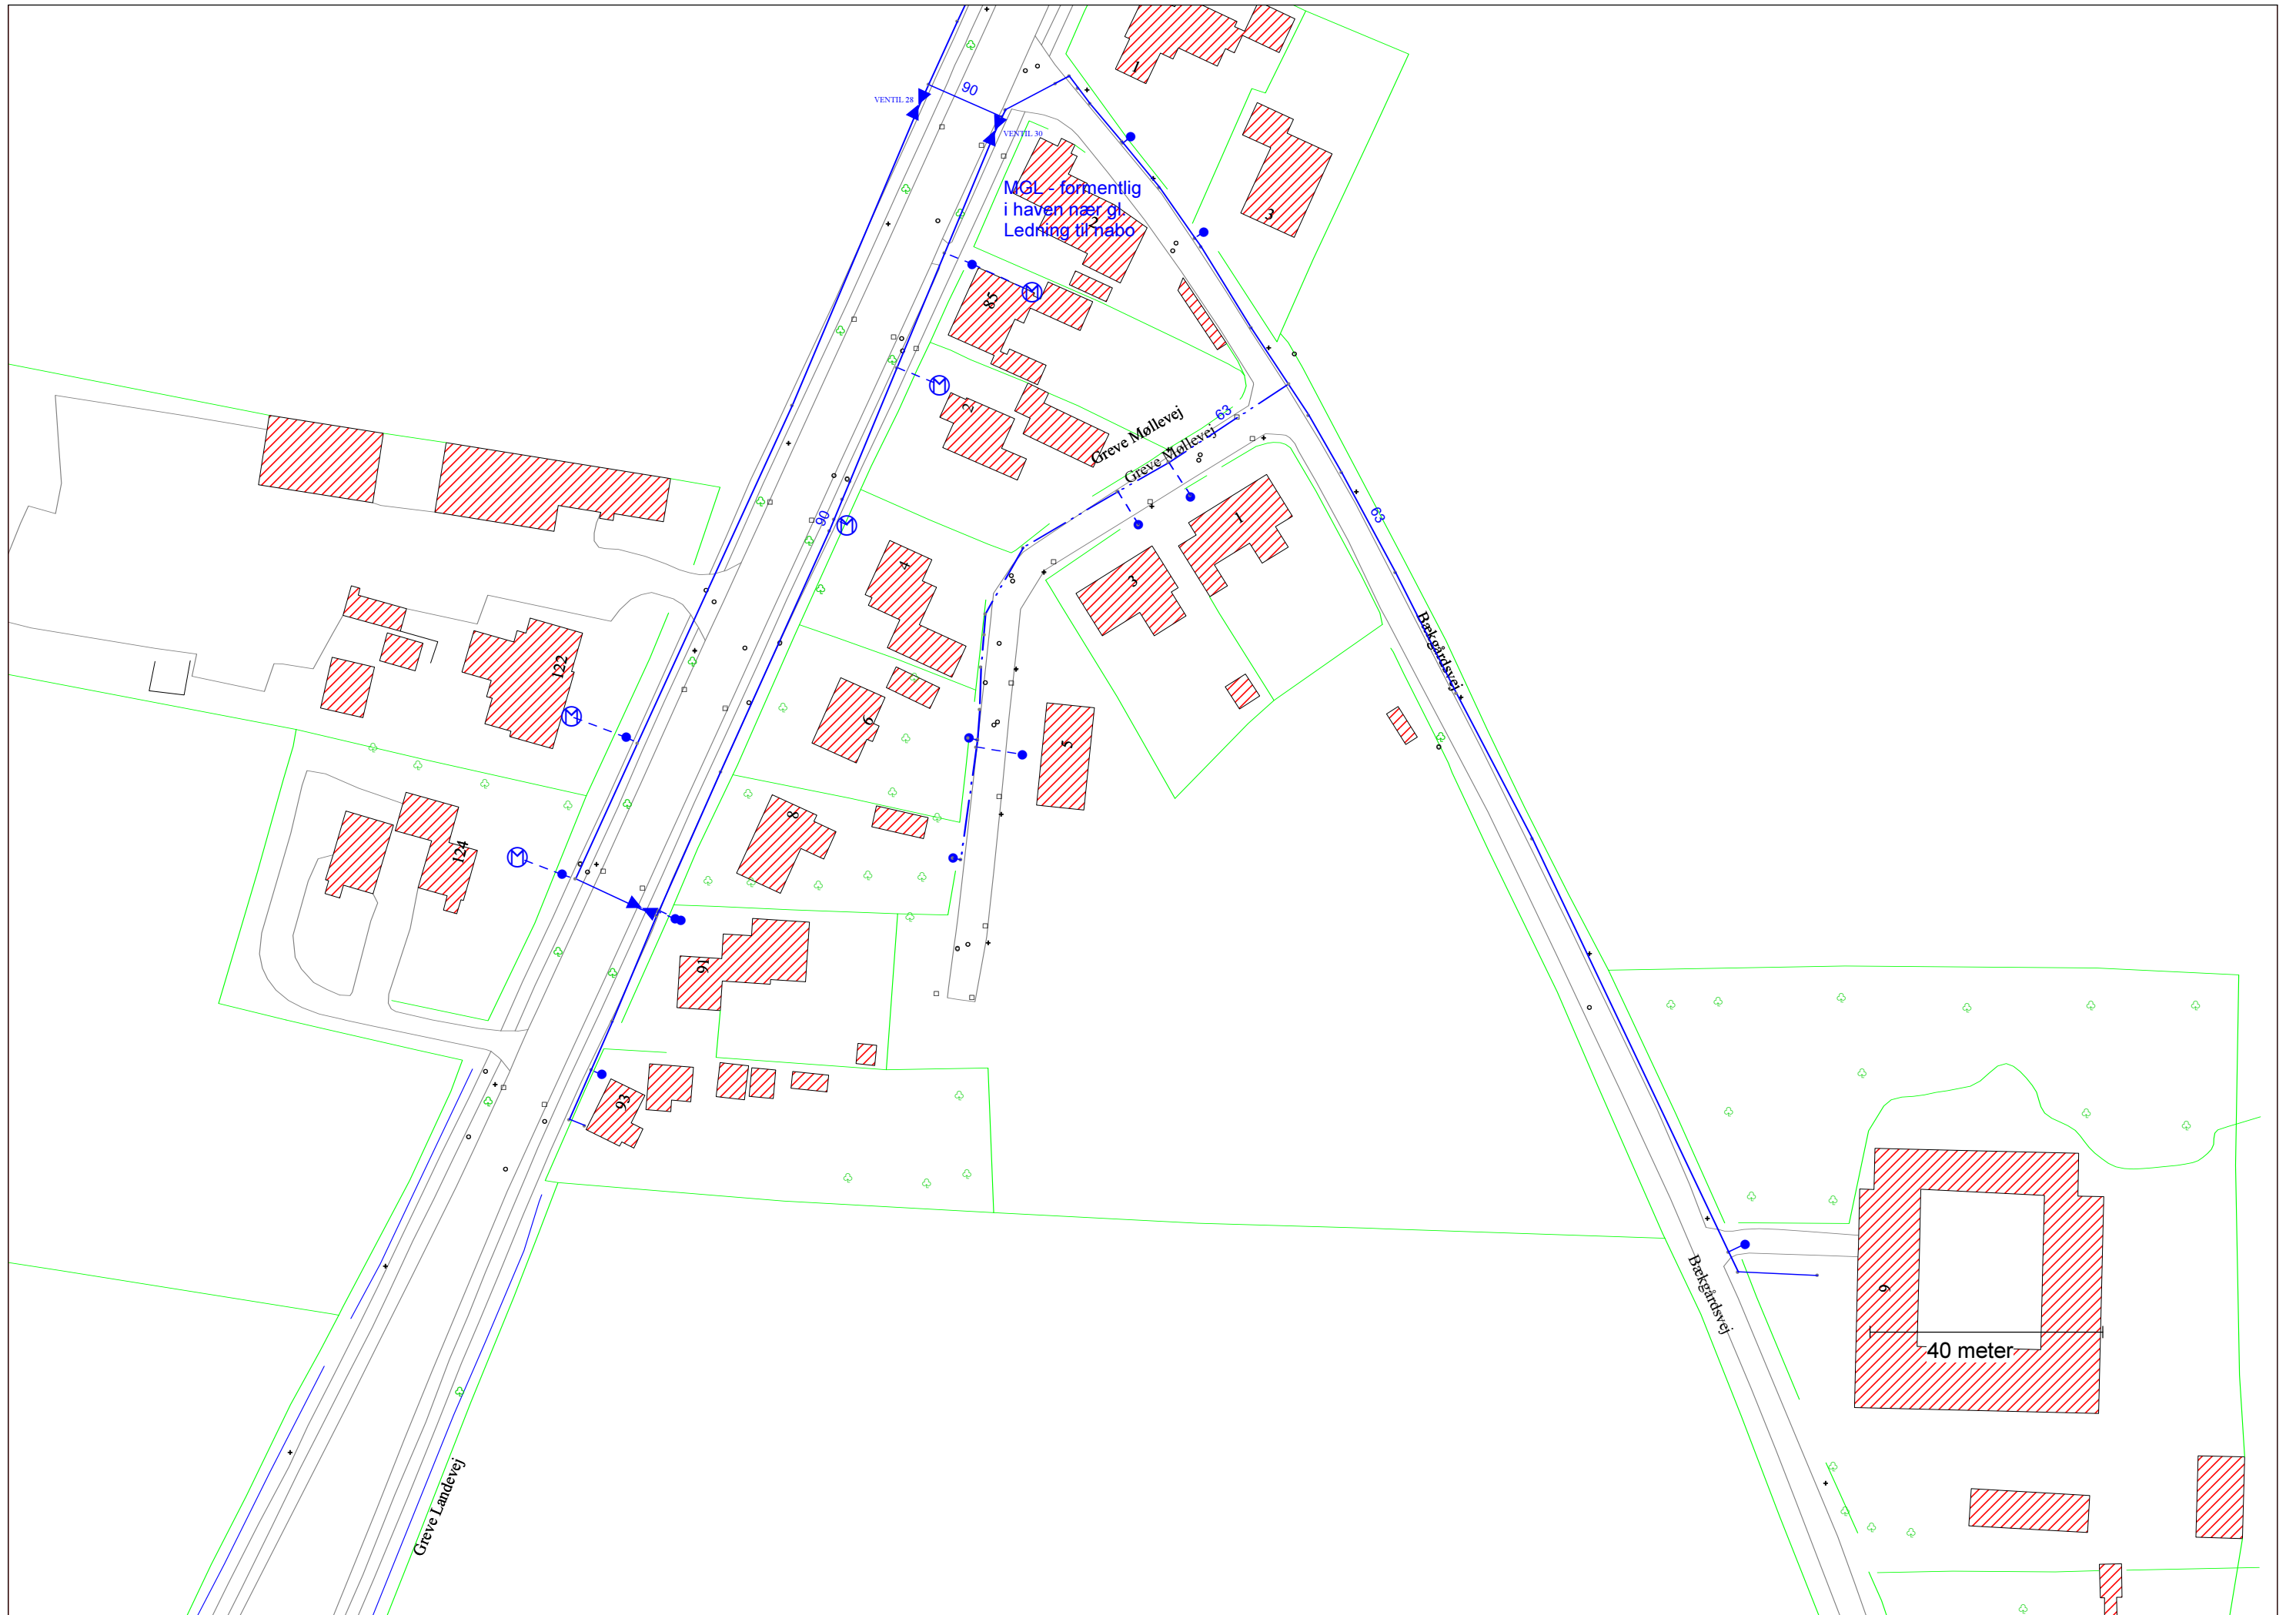 1
90
VENTIL 28
VENTIL 30
MGL - formentlig
i haven nær gl.
Ledning til nabo
2
3
85
2
63
Greve Møllevej
Greve Møllevej
90
1
63
4
3
Bækgårdsvej
122
6
5
8
124
91
93
Bækgårdsvej
9
40 meter
Greve Landevej
M
M
M
M
M